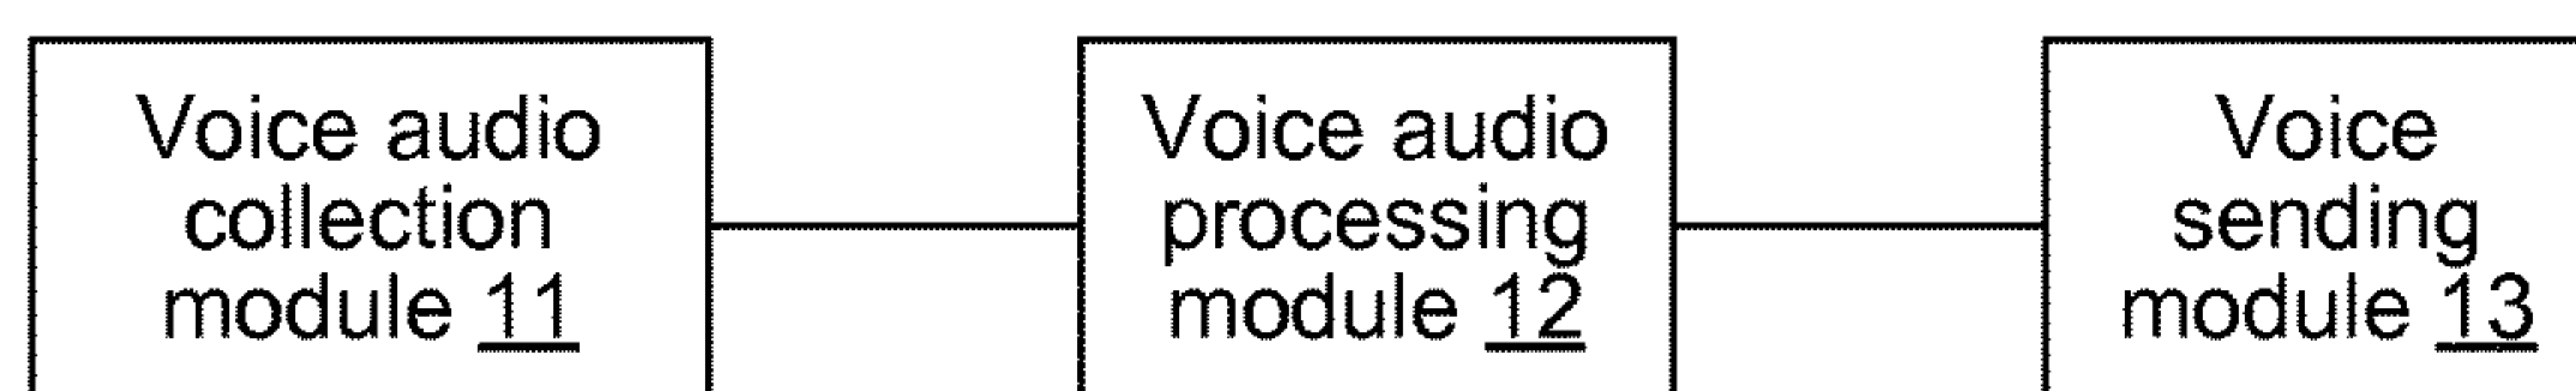 Voice audio
collection
module 11
Voice audio
processing
module 12
Voice
sending
module 13